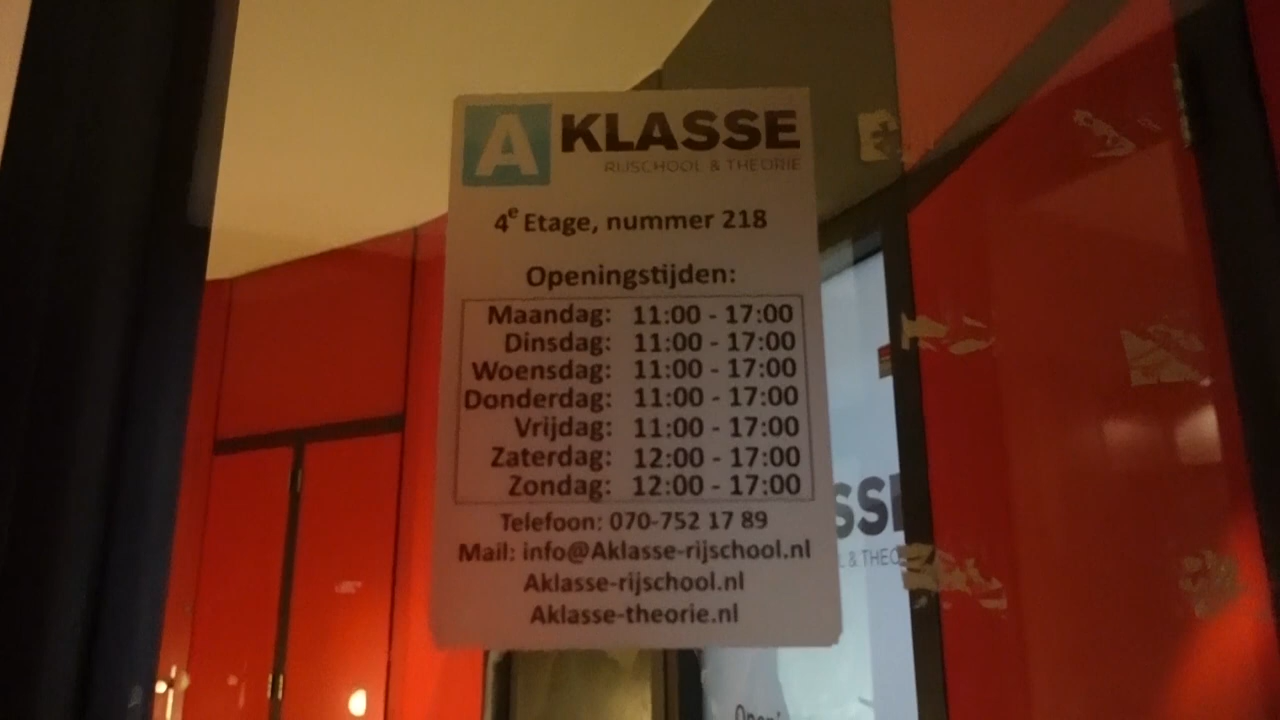 A KLASSE
RIJSCHOOL & THEORIE
4e Etage, nummer 218
Openingstijden:
Maandag: 11:00 - 17:00
Dinsdag: 11:00 - 17:00
Woensdag: 11:00 - 17:00
Donderdag: 11:00 - 17:00
Vrijdag: 11:00 - 17:00
Zaterdag: 12:00 - 17:00
Zondag: 12:00 - 17:00
Telefoon: 070-752 17 89
Mail: info@Aklasse-rijschool.nl
Aklasse-rijschool.nl
Aklasse-theorie.nl
SSE
L & THEO